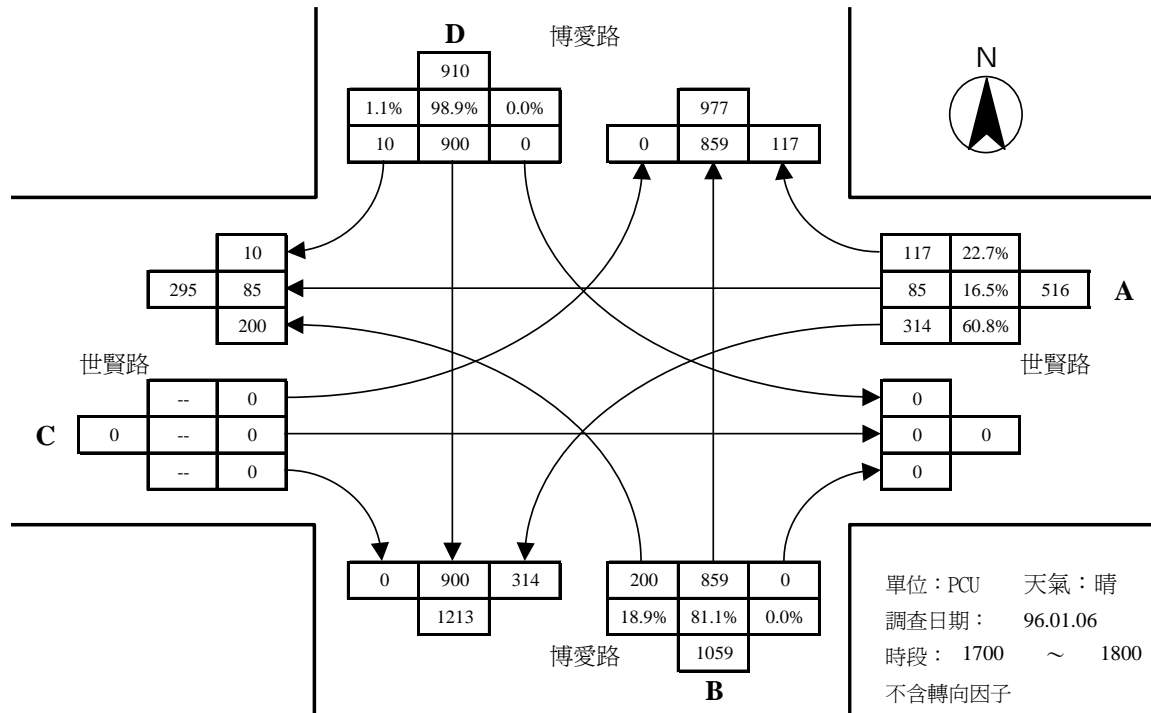 D 博愛路
910
1.1% 98.9% 0.0%
10 900 0
977
0 859 117
N
10
295 85
200
117 22.7%
85 16.5% 516
314 60.8%
A
世賢路
世賢路
-- 0
0 -- 0
-- 0
C
0
0 0
0
0 900 314
1213
200 859 0
18.9% 81.1% 0.0%
1059
博愛路
B
單位：PCU 天氣：晴
調查日期： 96.01.06
時段： 1700 ～ 1800
不含轉向因子